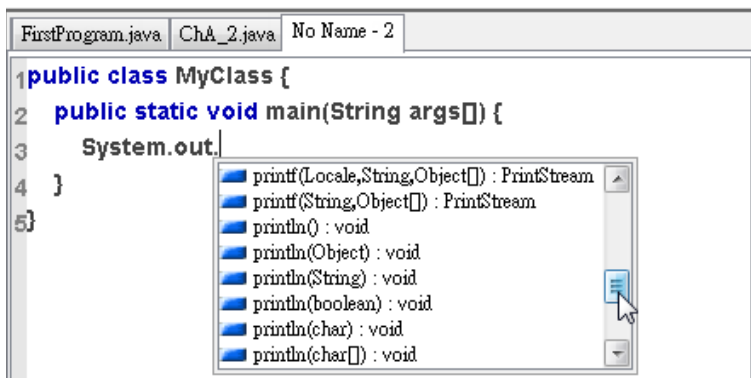 FirstProgram.java ChA_2.java No Name - 2
1public class MyClass {
2 public static void main(String args[]) {
3 System.out.
printf(Locale,String,Object[]) : PrintStream
4 }
printf(String,Object[]) : PrintStream
5}
println() : void
println(Object) : void
println(String) : void
println(boolean) : void
println(char) : void
println(char[]) : void